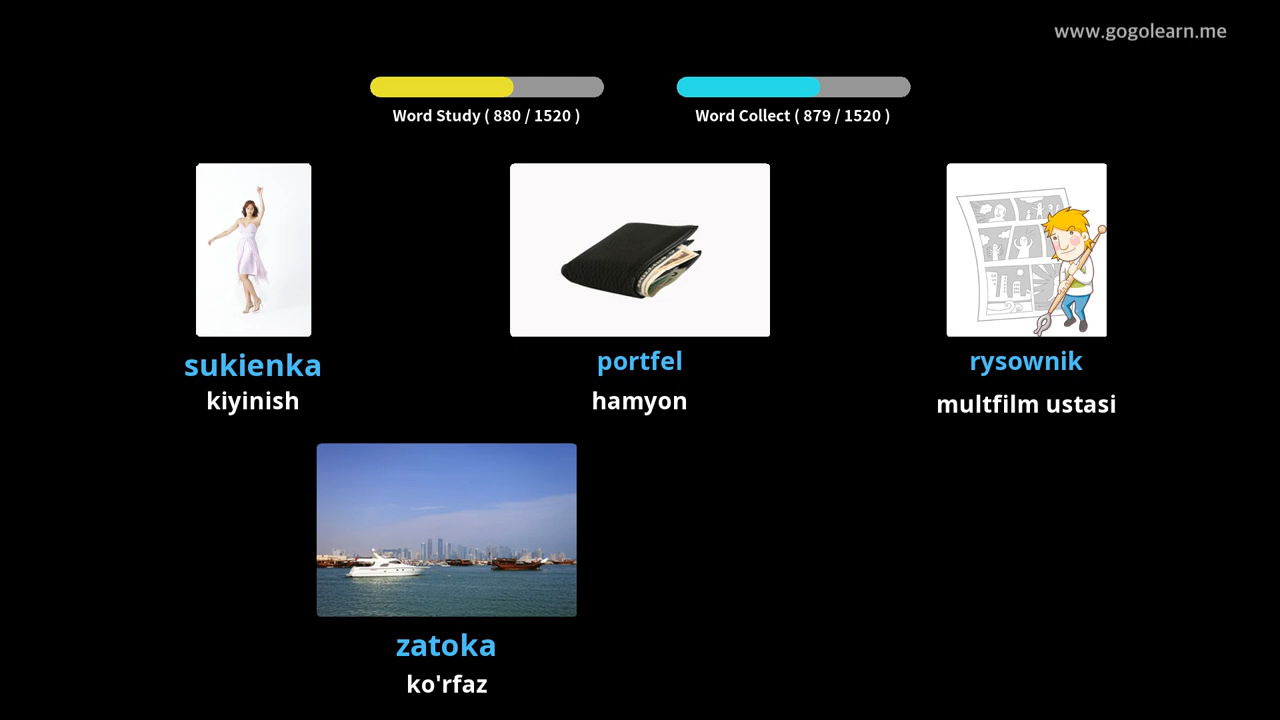 www.gogolearn.me
Word Study ( 880 / 1520 )
Word Collect ( 879 / 1520 )
sukienka
kiyinish
portfel
hamyon
rysownik
multfilm ustasi
zatoka
ko'rfaz